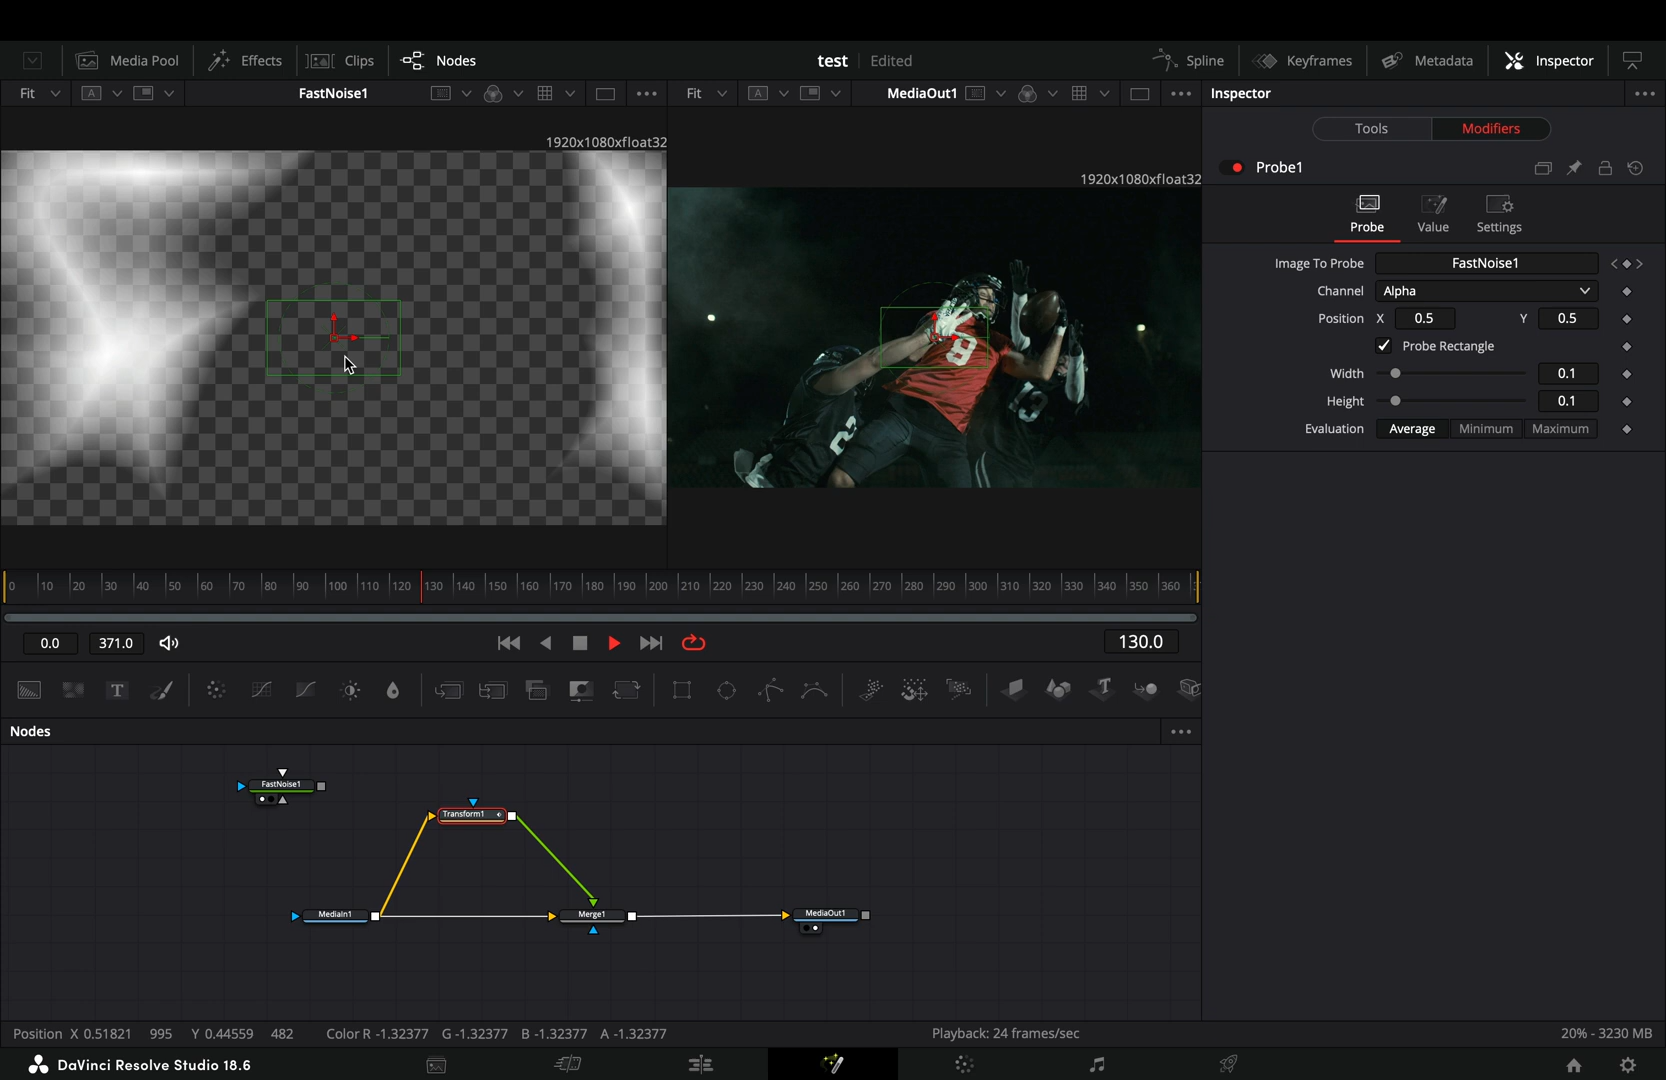 Media Pool Effects Clips Nodes test Edited Spline Keyframes Metadata Inspector
Fit A FastNoise1 Fit A MediaOut1 Inspector
1920x1080xfloat32
1920x1080xfloat32
Tools Modifiers
Probe1
Probe Value Settings
Image To Probe FastNoise1
Channel Alpha
Position X 0.5 Y 0.5
Probe Rectangle
Width 0.1
Height 0.1
Evaluation Average Minimum Maximum
8
2
0 10 20 30 40 50 60 70 80 90 100 110 120 130 140 150 160 170 180 190 200 210 220 230 240 250 260 270 280 290 300 310 320 330 340 350 360
0.0 371.0 130.0
T
Nodes
FastNoise1
Transform1
MediaIn1 Merge1 MediaOut1
Position X 0.51821 995 Y 0.44559 482 Color R -1.32377 G -1.32377 B -1.32377 A -1.32377 Playback: 24 frames/sec 20% - 3230 MB
DaVinci Resolve Studio 18.6